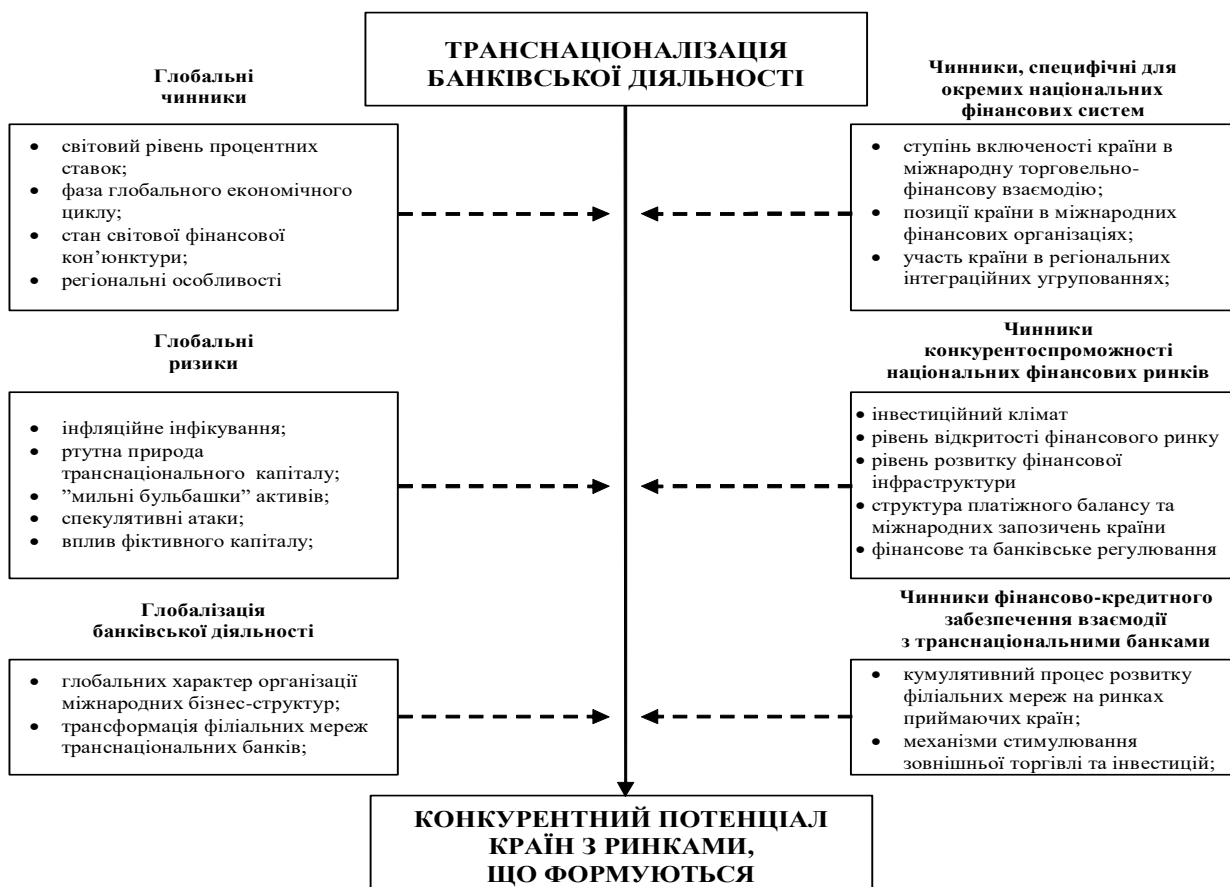 ТРАНСНАЦІОНАЛІЗАЦІЯ
БАНКІВСЬКОЇ ДІЯЛЬНОСТІ
Глобальні
чинники
• світовий рівень процентних
ставок;
• фаза глобального економічного
циклу;
• стан світової фінансової
кон’юнктури;
• регіональні особливості
Чинники, специфічні для
окремих національних
фінансових систем
• ступінь включеності країни в
міжнародну торговельно-
фінансову взаємодію;
• позиції країни в міжнародних
фінансових організаціях;
• участь країни в регіональних
інтеграційних угрупованнях;
Глобальні
ризики
• інфляційне інфікування;
• ртутна природа
транснаціонального капіталу;
• ”мильні бульбашки” активів;
• спекулятивні атаки;
• вплив фіктивного капіталу;
Чинники
конкурентоспроможності
національних фінансових ринків
• інвестиційний клімат
• рівень відкритості фінансового ринку
• рівень розвитку фінансової
інфраструктури
• структура платіжного балансу та
міжнародних запозичень країни
• фінансове та банківське регулювання
Глобалізація
банківської діяльності
• глобальних характер організації
міжнародних бізнес-структур;
• трансформація філіальних мереж
транснаціональних банків;
Чинники фінансово-кредитного
забезпечення взаємодії
з транснаціональними банками
• кумулятивний процес розвитку
філіальних мереж на ринках
приймаючих країн;
• механізми стимулювання
зовнішньої торгівлі та інвестицій;
КОНКУРЕНТНИЙ ПОТЕНЦІАЛ
КРАЇН З РИНКАМИ,
ЩО ФОРМУЮТЬСЯ